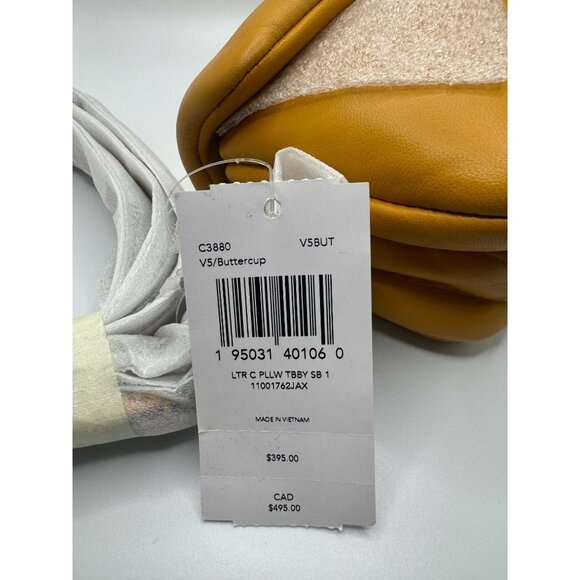 C3880 V5BUT
V5/Buttercup
1 95031 40106 0
LTR C PLLW TBBY SB 1
11001762JAX
MADE IN VIETNAM
$395.00
CAD
$495.00